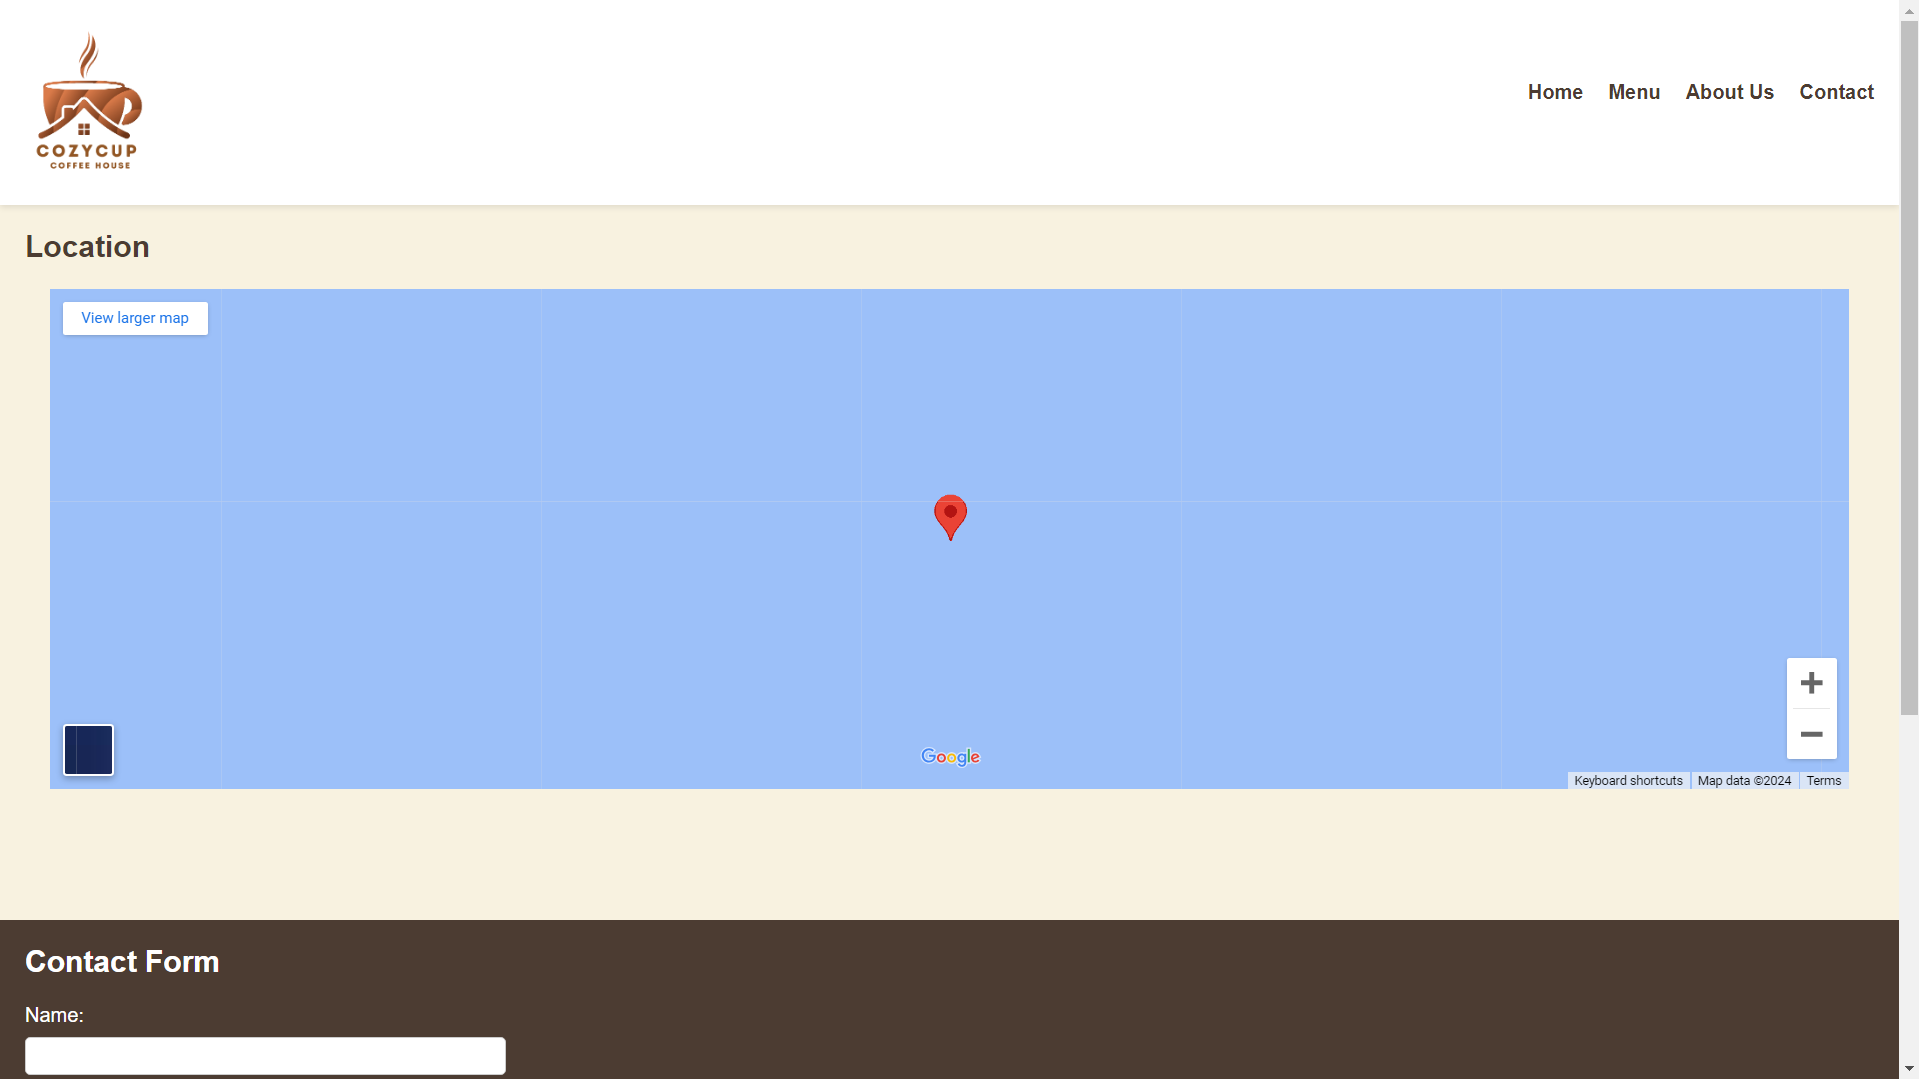 COZYCUP
COFFEE HOUSE
Home Menu About Us Contact
Location
View larger map
Google
Keyboard shortcuts Map data ©2024 Terms
Contact Form
Name: